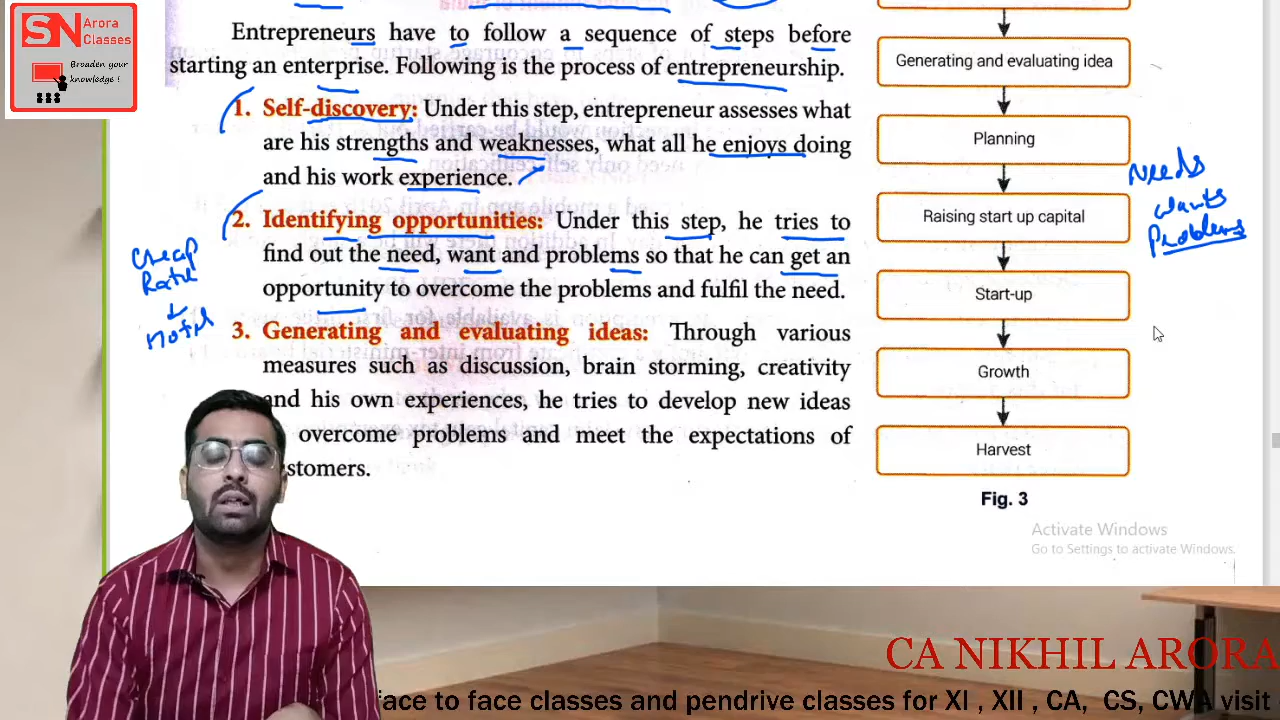 SN
Arora
Classes
Broaden your
knowledge !
Entrepreneurs have to follow a sequence of steps before
starting an enterprise. Following is the process of entrepreneurship.
1. Self-discovery: Under this step, entrepreneur assesses what
are his strengths and weaknesses, what all he enjoys doing
and his work experience.
2. Identifying opportunities: Under this step, he tries to
find out the need, want and problems so that he can get an
opportunity to overcome the problems and fulfil the need.
3. Generating and evaluating ideas: Through various
measures such as discussion, brain storming, creativity
and his own experiences, he tries to develop new ideas
overcome problems and meet the expectations of
stomers.
Cheap
Rate
Generating and evaluating idea
Planning
Raising start up capital
Start-up
Growth
Harvest
Fig. 3
Needs
wants
Problems
Activate Windows
Go to Settings to activate Windows.
CA NIKHIL ARORA
face to face classes and pendrive classes for XI , XII , CA, CS, CWA visit